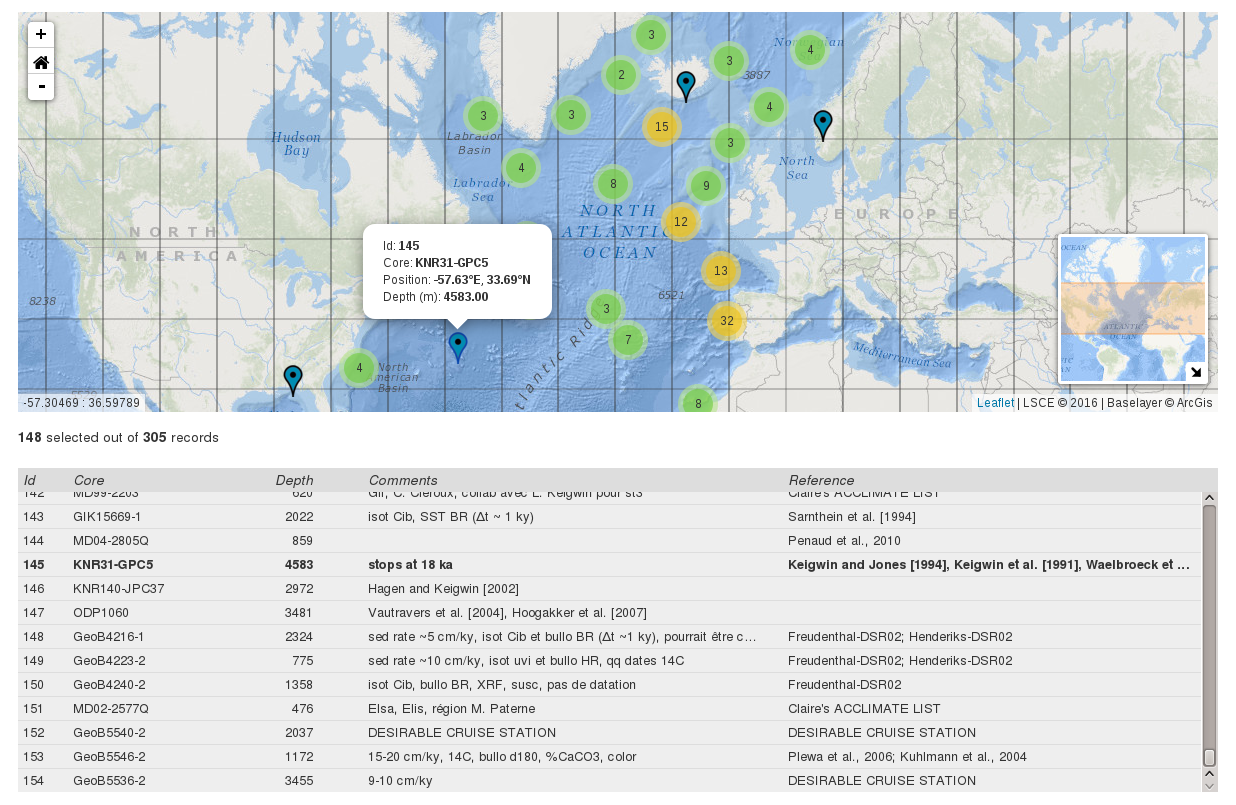 +
-
3
3
4
Norwegian
2
3887
3
3
4
15
Labrador
Basin
Hudson
Bay
3
North
Sea
4
Labrador
Sea
8
9
NORTH
ATLANTIC
OCEAN
12
EUROPE
NORTH
AMERICA
Id: 145
Core: KNR31-GPC5
Position: -57.63°E, 33.69°N
Depth (m): 4583.00
13
6521
8238
3
32
7
Atlantic Rid
Mediterranean Sea
4
North
American
Basin
8
OCEAN
ATLANTIC
OCEAN
-57.30469 : 36.59789
Leaflet | LSCE © 2016 | Baselayer © ArcGis
148 selected out of 305 records
Id Core Depth Comments Reference
142 MD99-2203 620 Gif, C. Cléroux, collab avec L. Keigwin pour st3 Claire's ACCLIMATE LIST
143 GIK15669-1 2022 isot Cib, SST BR (Δt ~ 1 ky) Sarnthein et al. [1994]
144 MD04-2805Q 859 Penaud et al., 2010
145 KNR31-GPC5 4583 stops at 18 ka Keigwin and Jones [1994], Keigwin et al. [1991], Waelbroeck et ...
146 KNR140-JPC37 2972 Hagen and Keigwin [2002]
147 ODP1060 3481 Vautravers et al. [2004], Hoogakker et al. [2007]
148 GeoB4216-1 2324 sed rate ~5 cm/ky, isot Cib et bullo BR (Δt ~1 ky), pourrait être c... Freudenthal-DSR02; Henderiks-DSR02
149 GeoB4223-2 775 sed rate ~10 cm/ky, isot uvi et bullo HR, qq dates 14C Freudenthal-DSR02; Henderiks-DSR02
150 GeoB4240-2 1358 isot Cib, bullo BR, XRF, susc, pas de datation Freudenthal-DSR02
151 MD02-2577Q 476 Elsa, Elis, région M. Paterne Claire's ACCLIMATE LIST
152 GeoB5540-2 2037 DESIRABLE CRUISE STATION DESIRABLE CRUISE STATION
153 GeoB5546-2 1172 15-20 cm/ky, 14C, bullo d180, %CaCO3, color Plewa et al., 2006; Kuhlmann et al., 2004
154 GeoB5536-2 3455 9-10 cm/ky DESIRABLE CRUISE STATION